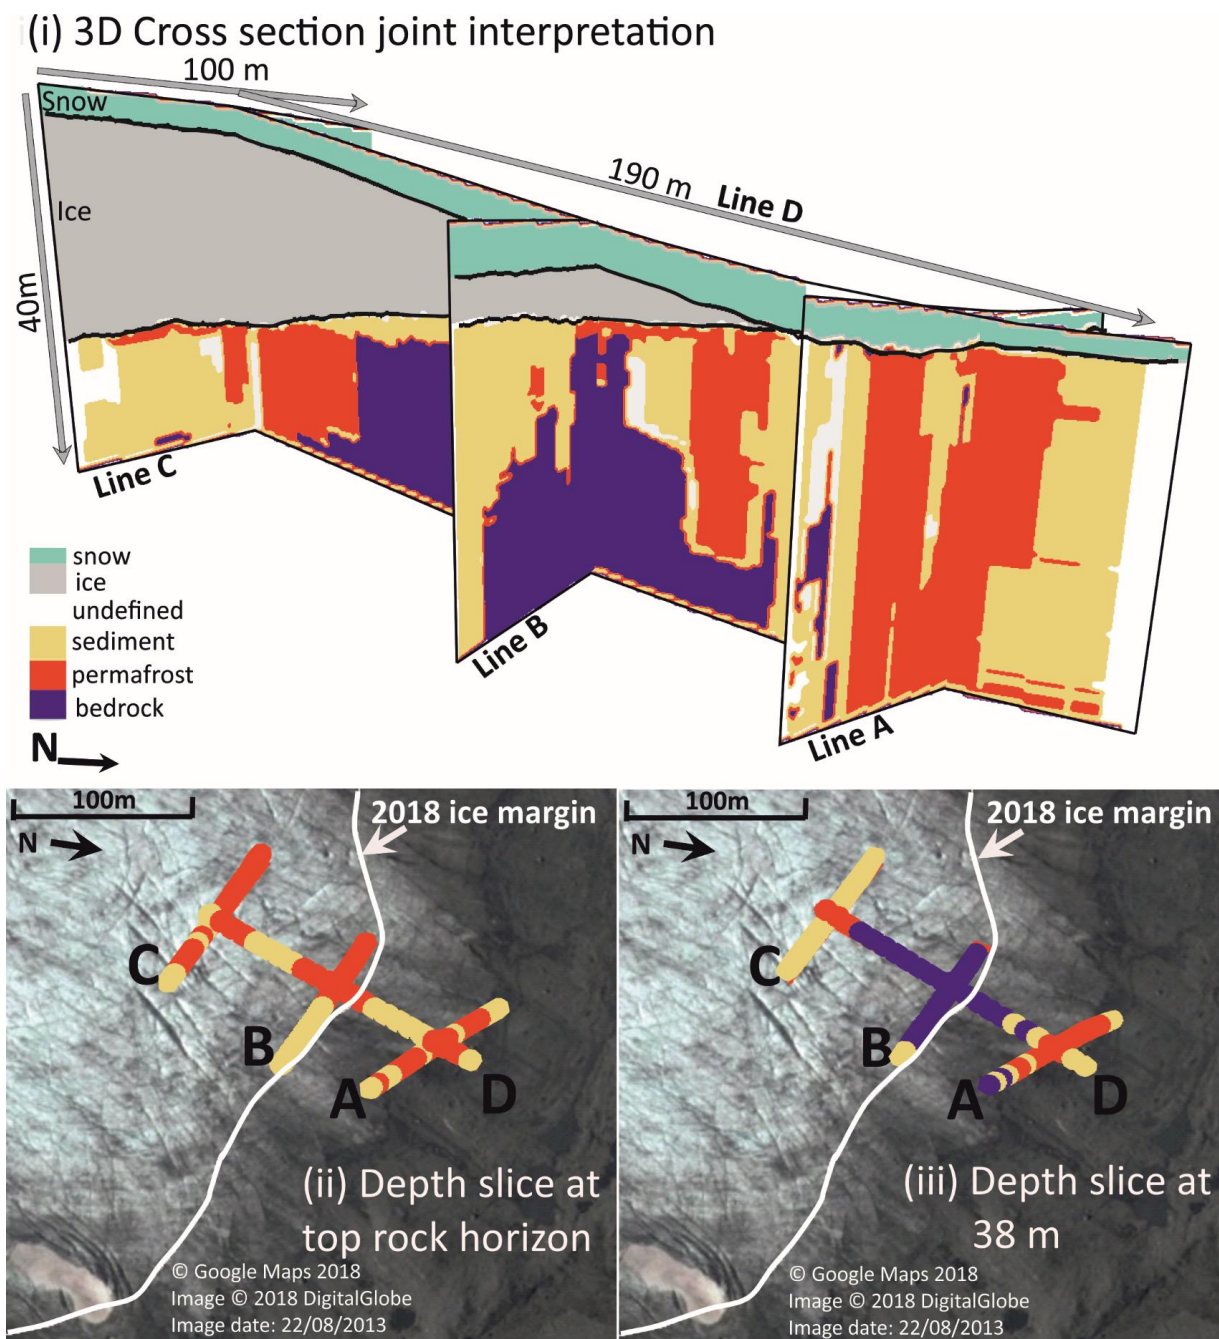 (i) 3D Cross section joint interpretation
100 m
Snow
190 m
Line D
Ice
40m
Line C
Line B
Line A
snow
ice
undefined
sediment
permafrost
bedrock
N
100m
2018 ice margin
N
C
B
A
D
(ii) Depth slice at
top rock horizon
© Google Maps 2018
Image © 2018 DigitalGlobe
Image date: 22/08/2013
100m
2018 ice margin
N
C
B
A
D
(iii) Depth slice at
38 m
© Google Maps 2018
Image © 2018 DigitalGlobe
Image date: 22/08/2013